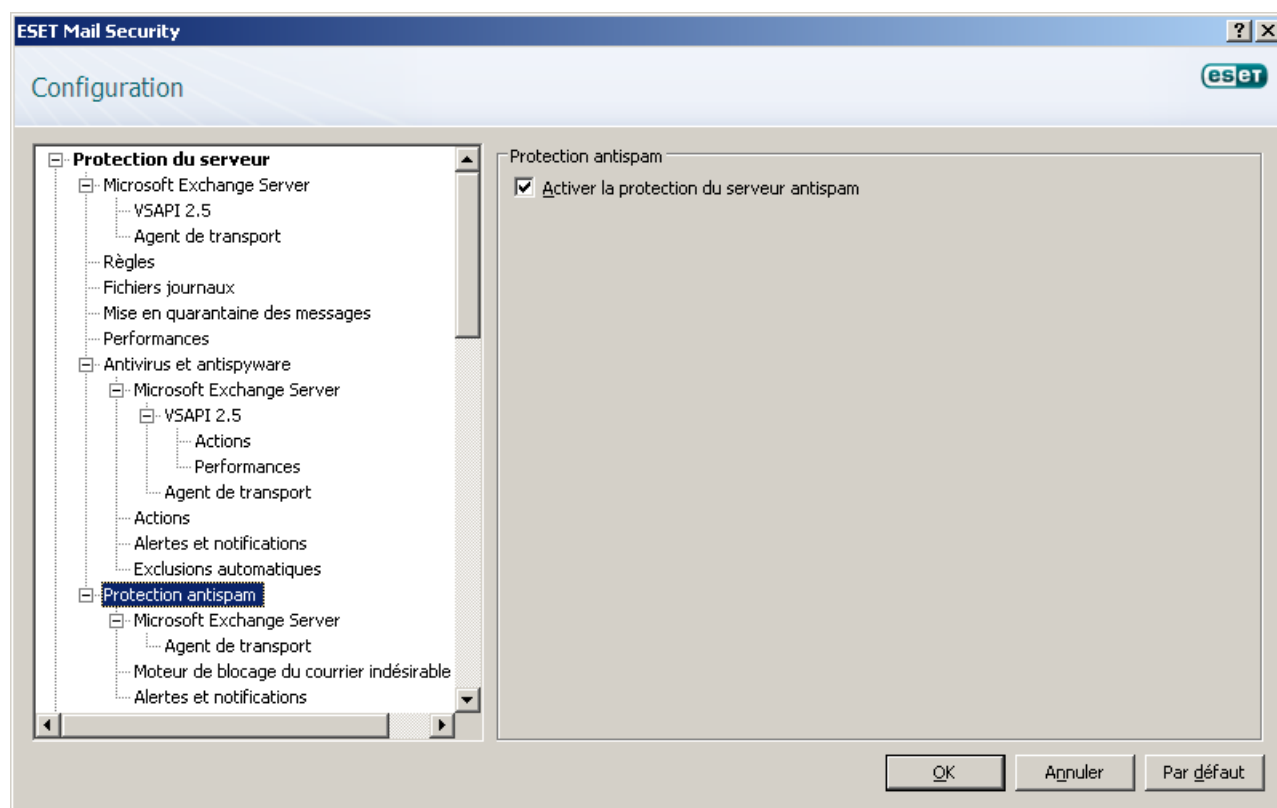 ESET Mail Security
Configuration
eset
Protection du serveur
Microsoft Exchange Server
VSAPI 2.5
Agent de transport
Règles
Fichiers journaux
Mise en quarantaine des messages
Performances
Antivirus et antispyware
Microsoft Exchange Server
VSAPI 2.5
Actions
Performances
Agent de transport
Actions
Alertes et notifications
Exclusions automatiques
Protection antispam
Microsoft Exchange Server
Agent de transport
Moteur de blocage du courrier indésirable
Alertes et notifications
Protection antispam
Activer la protection du serveur antispam
OK
Annuler
Par défaut